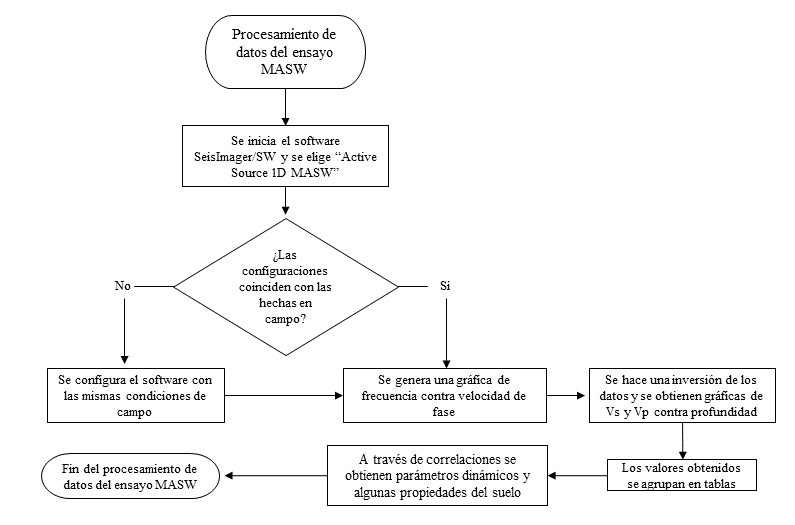 Procesamiento de
datos del ensayo
MASW
Se inicia el software
SeisImager/SW y se elige “Active
Source 1D MASW”
¿Las
configuraciones
coinciden con las
hechas en
campo?
No
Si
Se configura el software con
las mismas condiciones de
campo
Se genera una gráfica de
frecuencia contra velocidad de
fase
Se hace una inversión de los
datos y se obtienen gráficas de
Vs y Vp contra profididad
Los valores obtenidos
se agrupan en tablas
A través de correlaciones se
obtienen parámetros dinámicos y
algunas propiedades del suelo
Fin del procesamiento de
datos del ensayo MASW